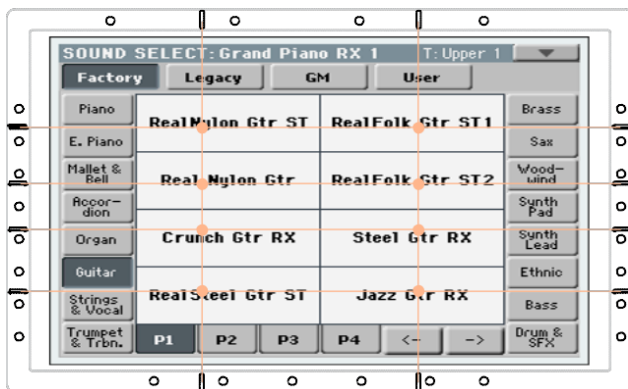 SOUND SELECT: Grand Piano RX 1 T: Upper 1
Factory Legacy GM User
Piano
E. Piano
Mallet &
Bell
Accor-
dion
Organ
Guitar
Strings
& Vocal
Trumpet
& Trbn.
RealNylon Gtr ST RealFolk Gtr ST1
Real Nylon Gtr RealFolk Gtr ST2
Crunch Gtr RX Steel Gtr RX
RealSteel Gtr ST Jazz Gtr RX
P1 P2 P3 P4 <- ->
Brass
Sax
Wood-
wind
Synth
Pad
Synth
Lead
Ethnic
Bass
Drum &
SFX